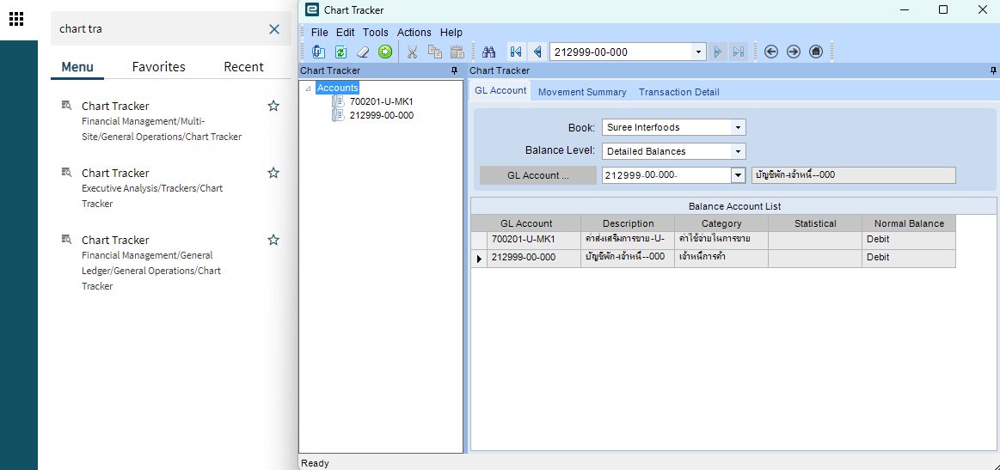 chart tra
Menu Favorites Recent
Chart Tracker
Financial Management/Multi-
Site/General Operations/Chart Tracker
Chart Tracker
Executive Analysis/Trackers/Chart
Tracker
Chart Tracker
Financial Management/General
Ledger/General Operations/Chart
Tracker
Chart Tracker
File Edit Tools Actions Help
212999-00-000
Chart Tracker
Accounts
700201-U-MK1
212999-00-000
Chart Tracker
GL Account Movement Summary Transaction Detail
Book: Suree Interfoods
Balance Level: Detailed Balances
GL Account ... 212999-00-000- บัญชีพัก-เจ้าหนี้--000
Balance Account List
GL Account Description Category Statistical Normal Balance
700201-U-MK1 ค่าส่งเสริมการขาย-U- ค่าใช้จ่ายในการขาย Debit
212999-00-000 บัญชีพัก-เจ้าหนี้--000 เจ้าหนี้การค้า Debit
Ready